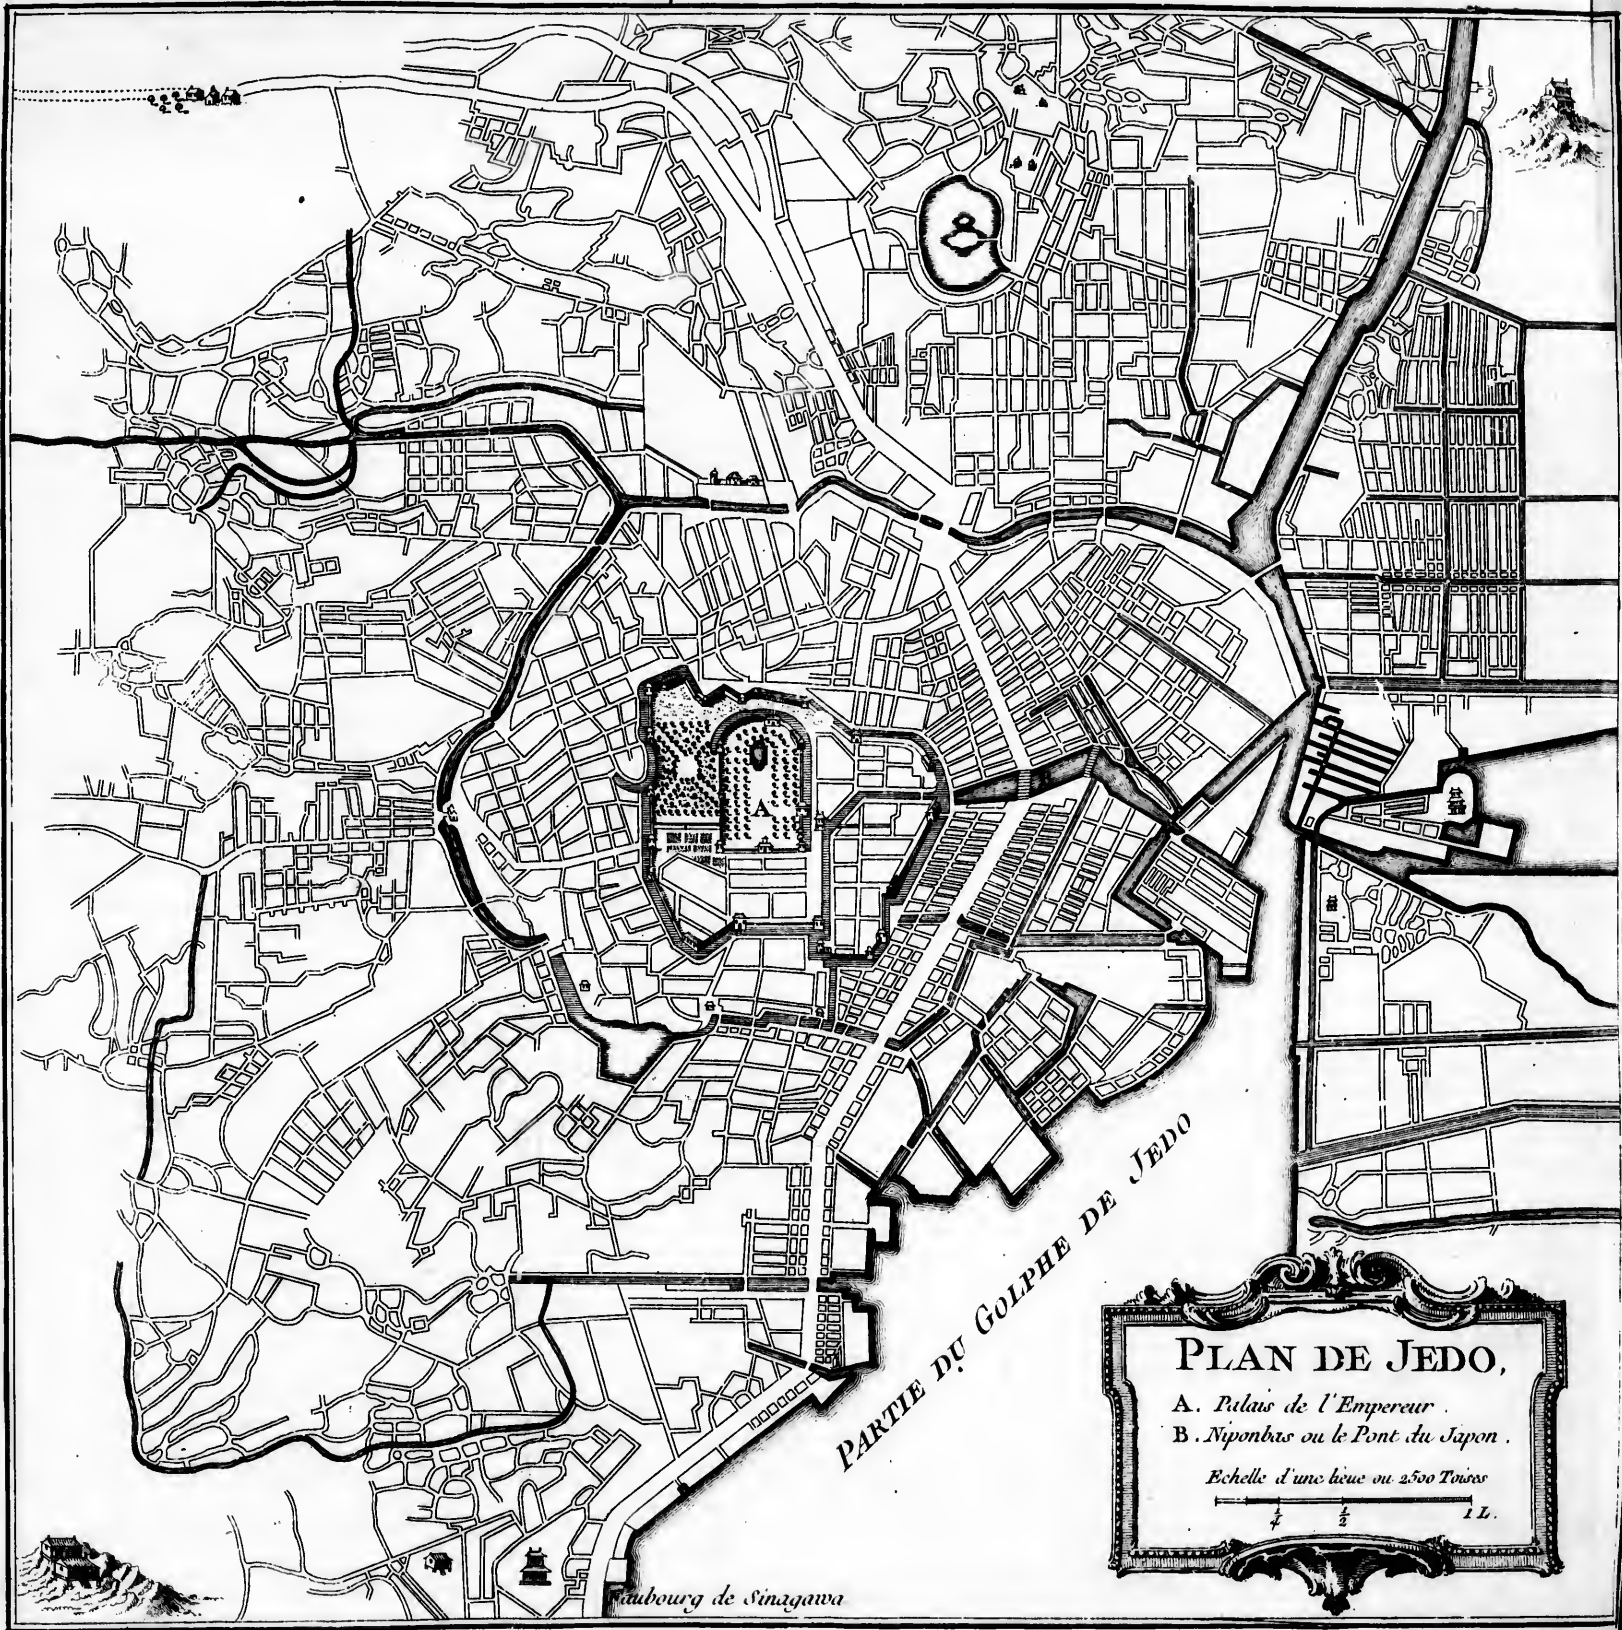 A
PARTIE DU GOLPHE DE JEDO
PLAN DE JEDO,
A. Palais de l'Empereur.
B. Niponbas ou le Pont du Japon.
Echelle d'une lieue ou 2500 Toises
1/4 1/2 1 L.
Faubourg de Sinagawa